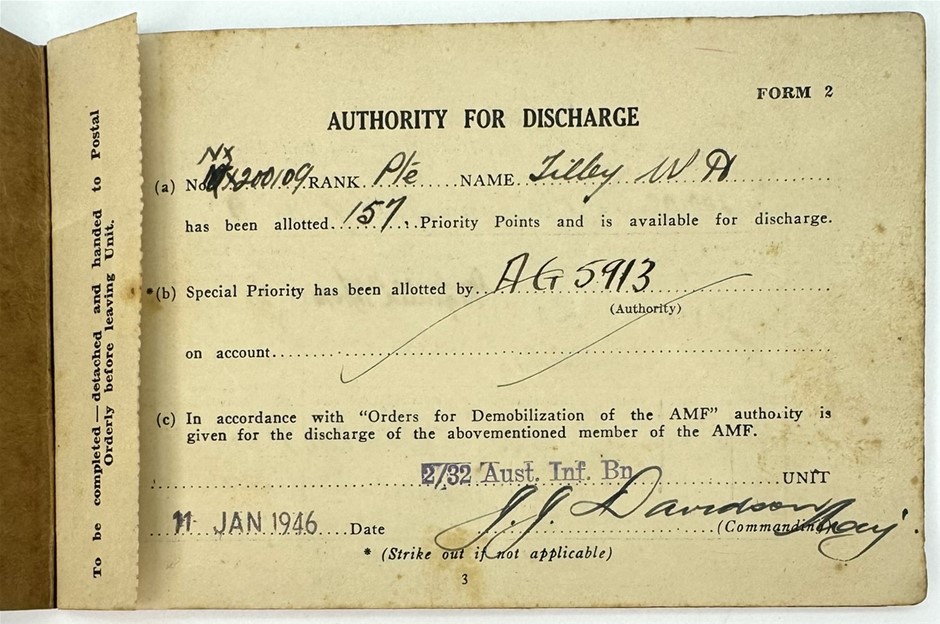 To be completed — detached and handed to Postal
Orderly before leaving Unit.
FORM 2
AUTHORITY FOR DISCHARGE
NX
(a) No. X200109 RANK Pte NAME Tilley W A
has been allotted 157 Priority Points and is available for discharge.
*(b) Special Priority has been allotted by AG 5913
(Authority)
on account
(c) In accordance with "Orders for Demobilization of the AMF" authority is
given for the discharge of the abovementioned member of the AMF.
2/32 Aust. Inf. Bn. UNIT
11 JAN 1946 Date J. J. Davidson Maj. (Commanding)
* (Strike out if not applicable)
3